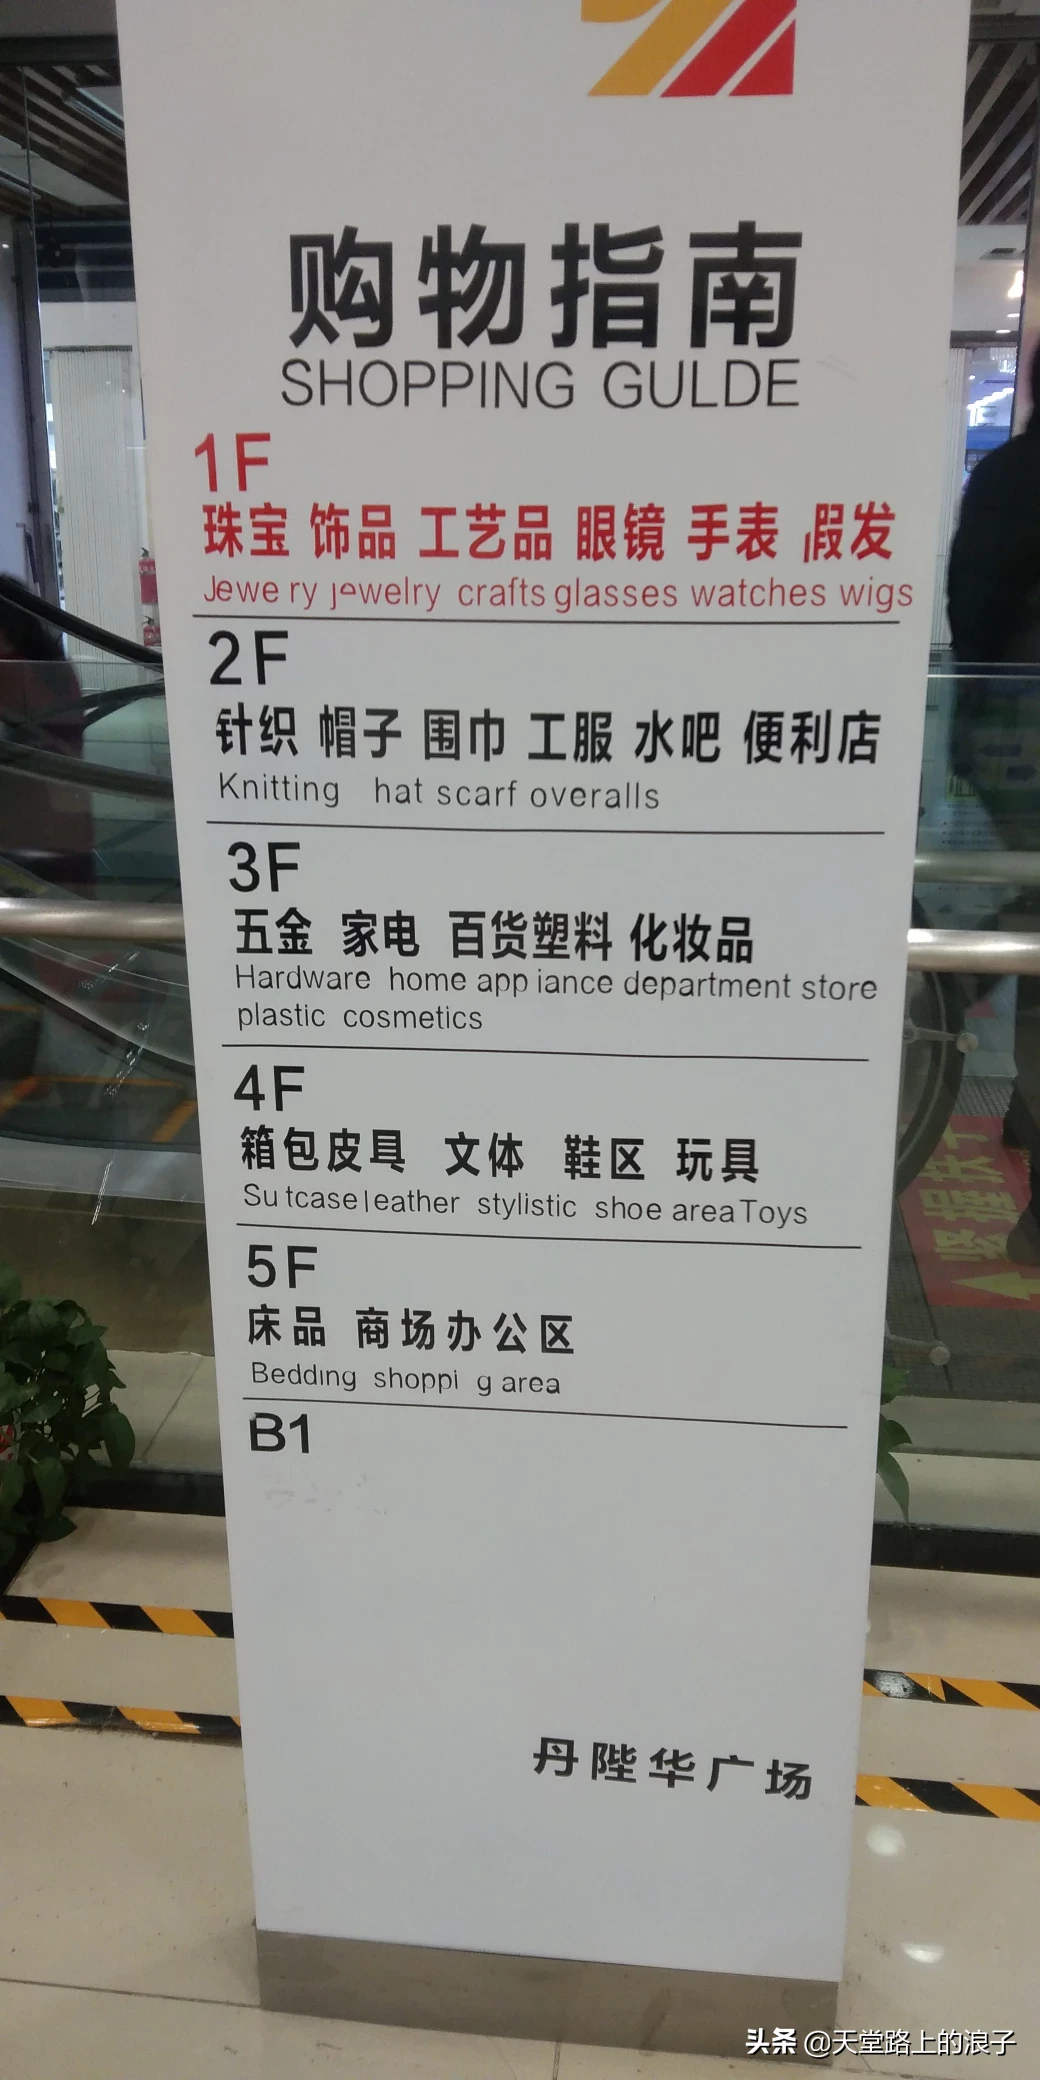 购物指南
SHOPPING GULDE
1F
珠宝 饰品 工艺品 眼镜 手表 假发
Jewe ry jewelry crafts glasses watches wigs
2F
针织 帽子 围巾 工服 水吧 便利店
Knitting hat scarf overalls
3F
五金 家电 百货塑料 化妆品
Hardware home app iance department store
plastic cosmetics
4F
箱包皮具 文体 鞋区 玩具
Su tcase leather stylistic shoe area Toys
5F
床品 商场办公区
Bedding shoppi g area
B1
丹陛华广场
紧握扶手
头条 @天堂路上的浪子